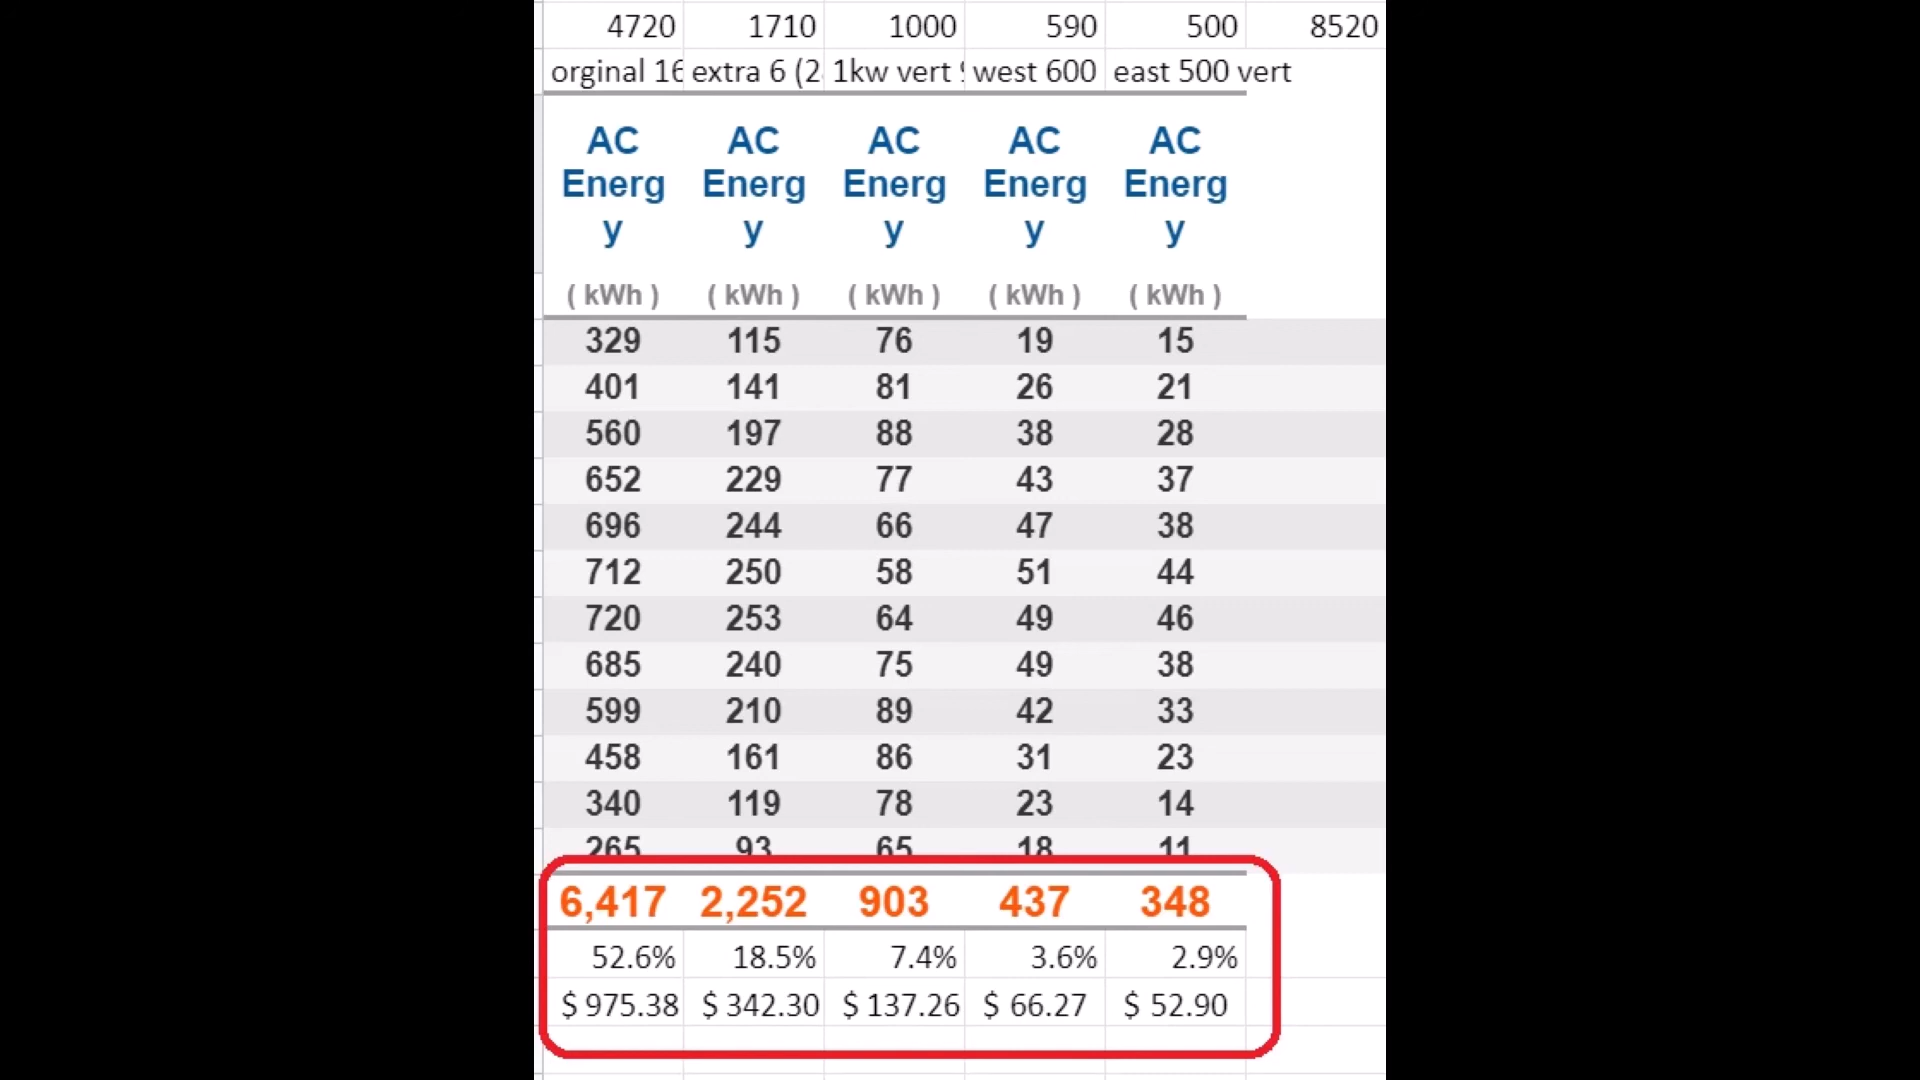 4720 1710 1000 590 500 8520
orginal 16 extra 6 (2 1kw vert west 600 east 500 vert
AC AC AC AC AC
Energ Energ Energ Energ Energ
y y y y y
( kWh ) ( kWh ) ( kWh ) ( kWh ) ( kWh )
329 115 76 19 15
401 141 81 26 21
560 197 88 38 28
652 229 77 43 37
696 244 66 47 38
712 250 58 51 44
720 253 64 49 46
685 240 75 49 38
599 210 89 42 33
458 161 86 31 23
340 119 78 23 14
265 93 65 18 11
6,417 2,252 903 437 348
52.6% 18.5% 7.4% 3.6% 2.9%
$ 975.38 $ 342.30 $ 137.26 $ 66.27 $ 52.90